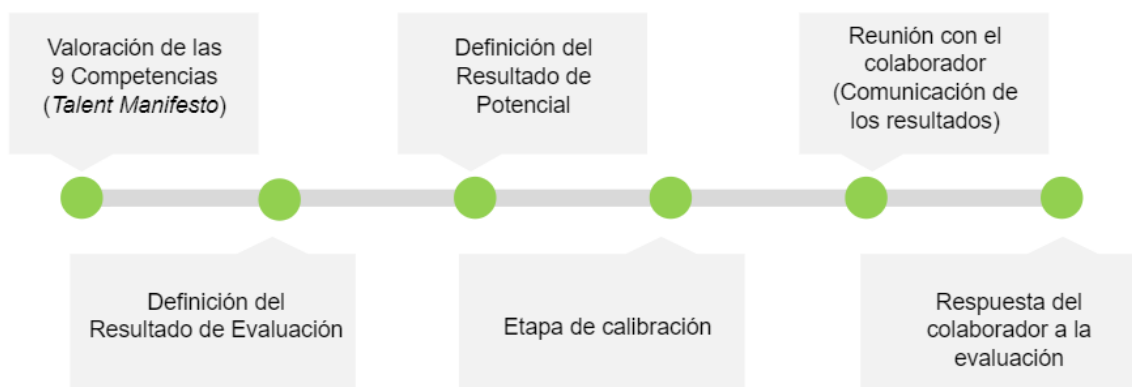 Valoración de las
9 Competencias
(Talent Manifesto)
Definición del
Resultado de Evaluación
Definición del
Resultado de
Potencial
Etapa de calibración
Reunión con el
colaborador
(Comunicación de
los resultados)
Respuesta del
colaborador a la
evaluación